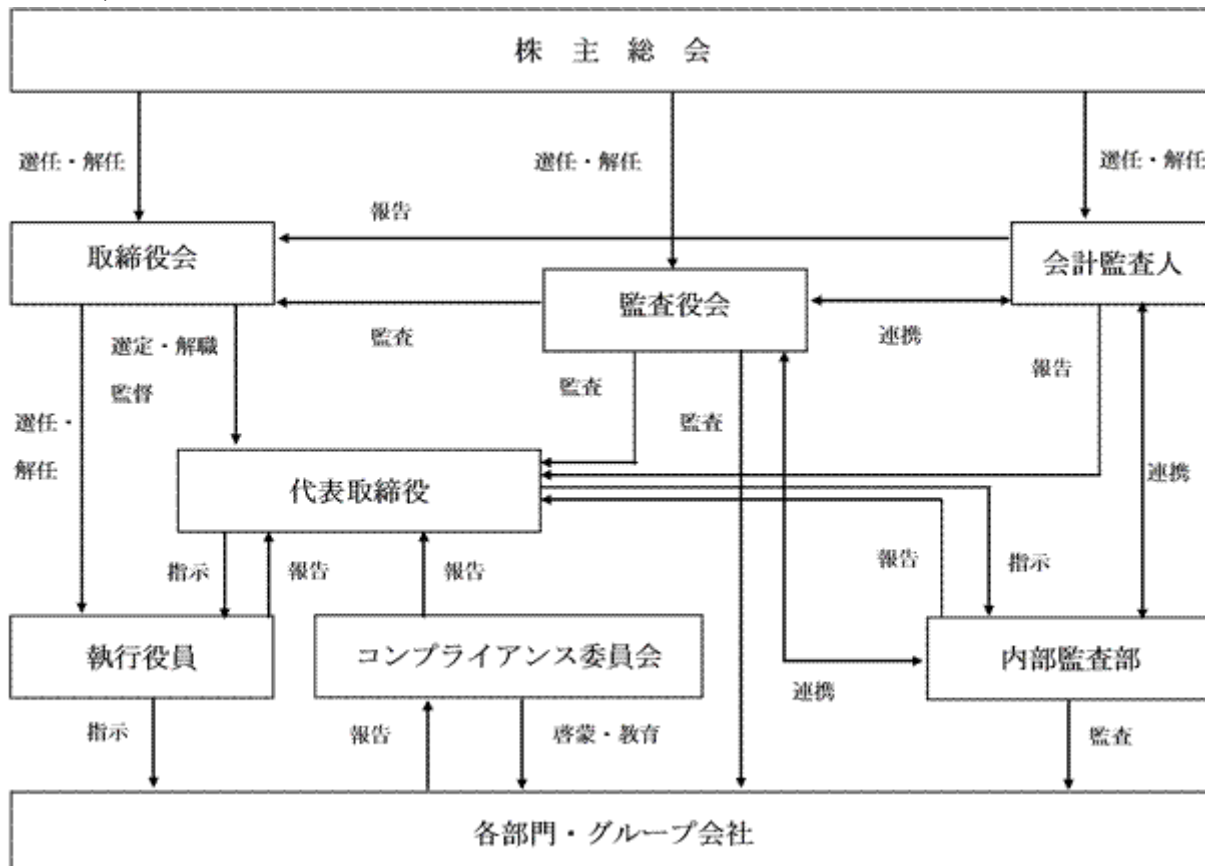 株 主 総 会
選任・解任
選任・解任
選任・解任
報告
取締役会
会計監査人
監査役会
監査
連携
選定・解職
監督
監査
監査
報告
選任・
解任
連携
代表取締役
指示
報告
報告
報告
指示
執行役員
コンプライアンス委員会
内部監査部
連携
指示
報告
啓蒙・教育
監査
各部門・グループ会社